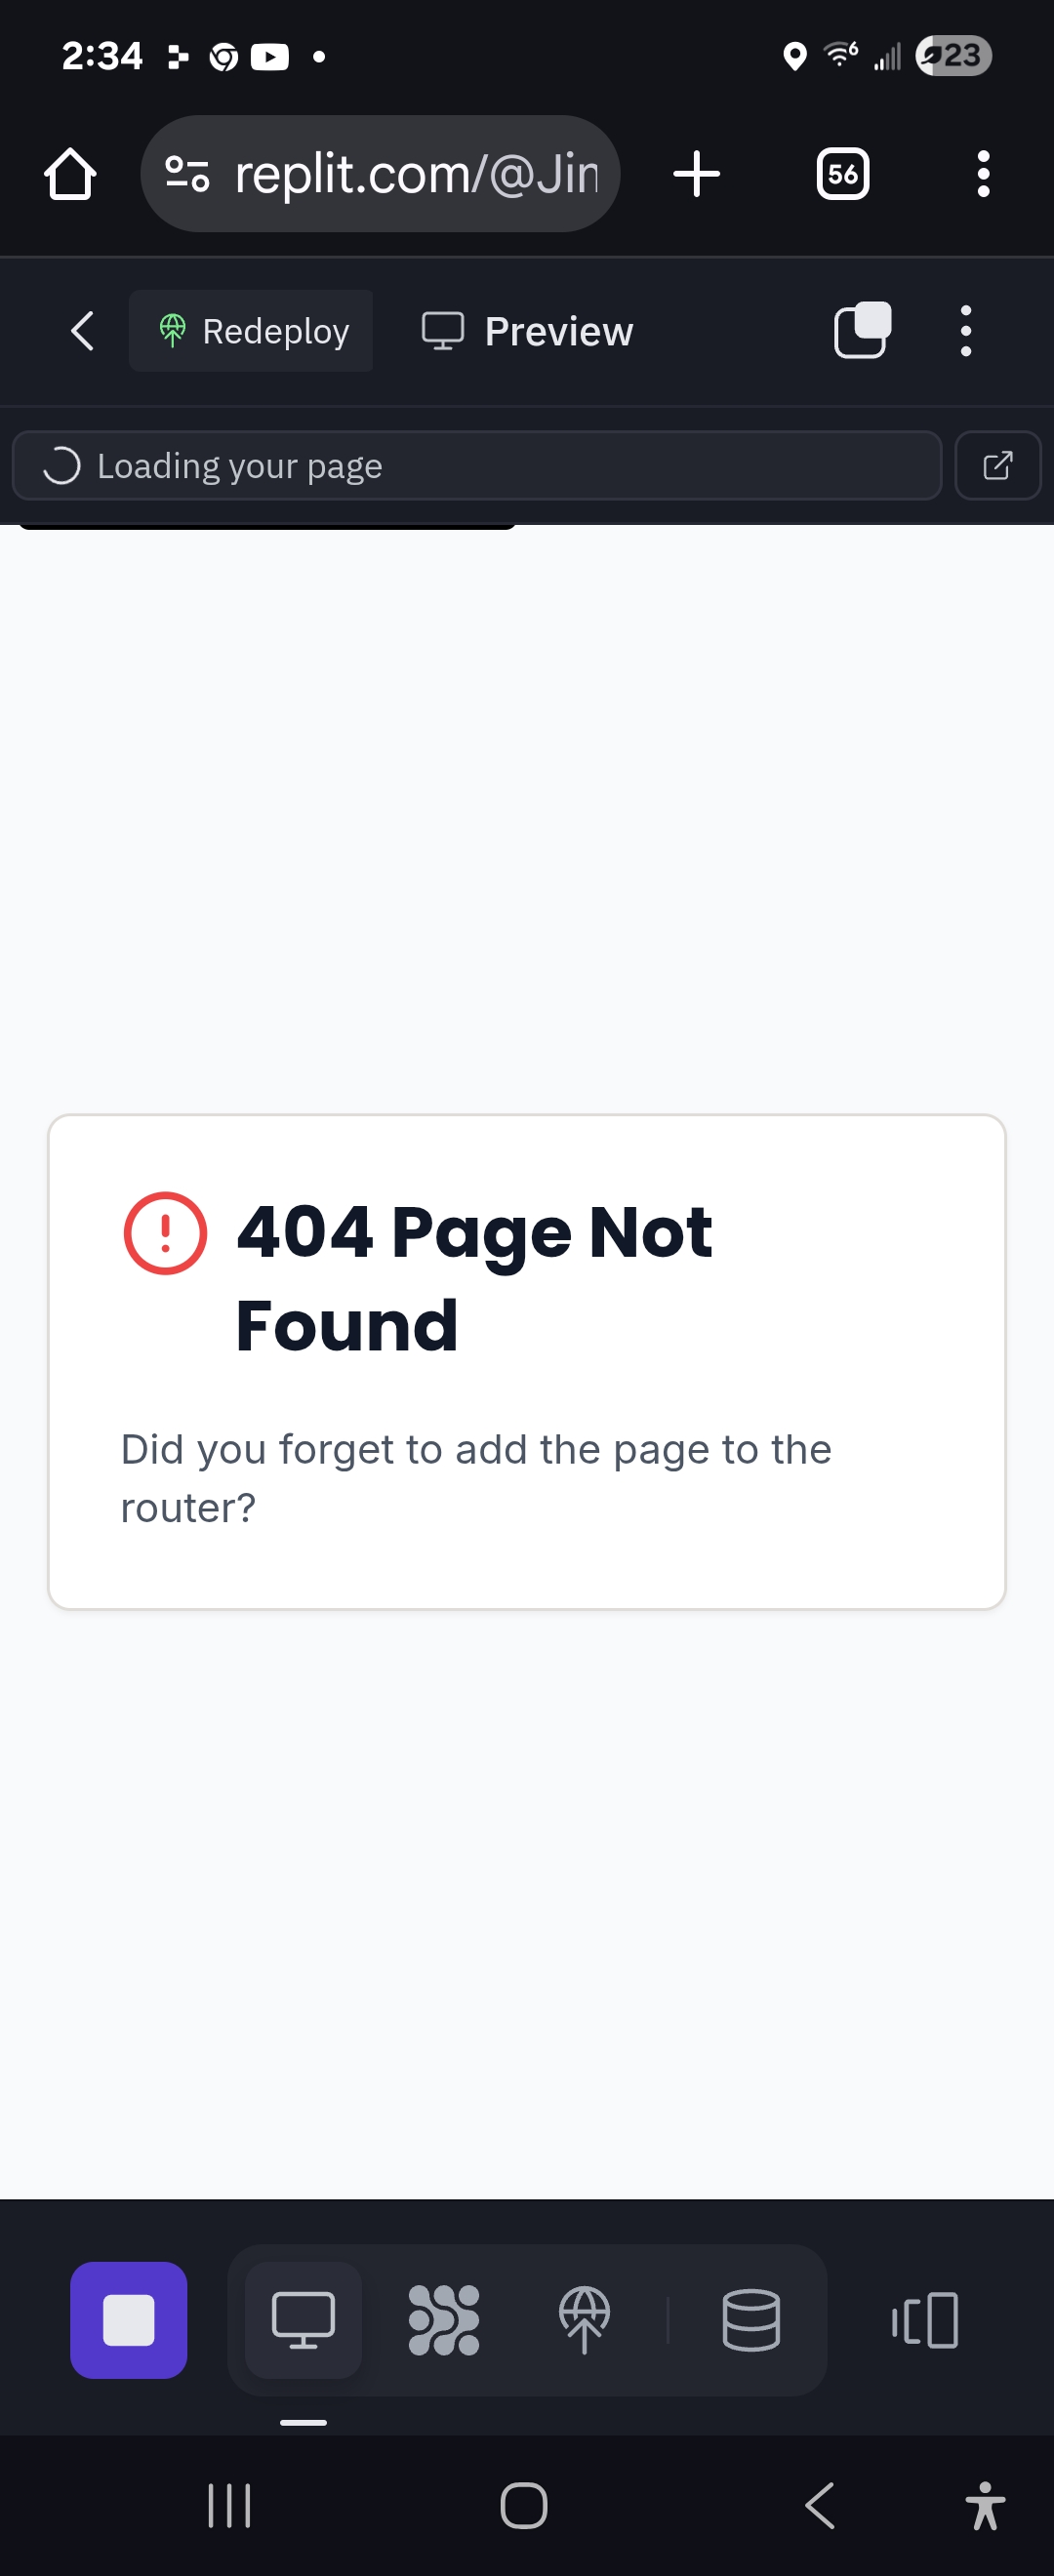 2:34
6
23
replit.com/@Jin
56
Redeploy
Preview
Loading your page
404 Page Not
Found
Did you forget to add the page to the
router?